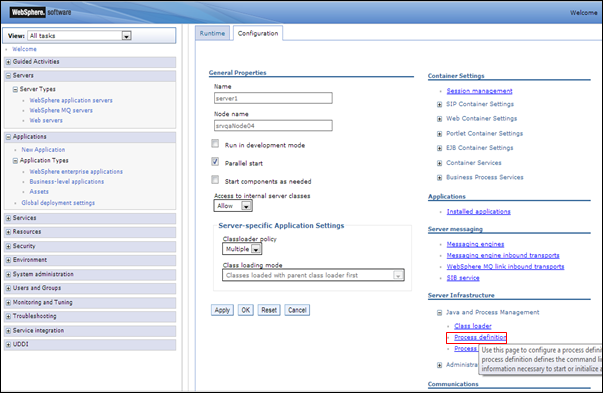 WebSphere. software
Welcome
View: All tasks
Welcome
Guided Activities
Servers
Server Types
WebSphere application servers
WebSphere MQ servers
Web servers
Applications
New Application
Application Types
WebSphere enterprise applications
Business-level applications
Assets
Global deployment settings
Services
Resources
Security
Environment
System administration
Users and Groups
Monitoring and Tuning
Troubleshooting
Service integration
UDDI
Runtime
Configuration
General Properties
Name
server1
Node name
srvqaNode04
Run in development mode
Parallel start
Start components as needed
Access to internal server classes
Allow
Server-specific Application Settings
Classloader policy
Multiple
Class loading mode
Classes loaded with parent class loader first
Apply OK Reset Cancel
Container Settings
Session management
SIP Container Settings
Web Container Settings
Portlet Container Settings
EJB Container Settings
Container Services
Business Process Services
Applications
Installed applications
Server messaging
Messaging engines
Messaging engine inbound transports
WebSphere MQ link inbound transports
SIB service
Server Infrastructure
Java and Process Management
Class loader
Process definition
Process
Use this page to configure a process defini
process definition defines the command li
information necessary to start or initialize a
Administra
Communications